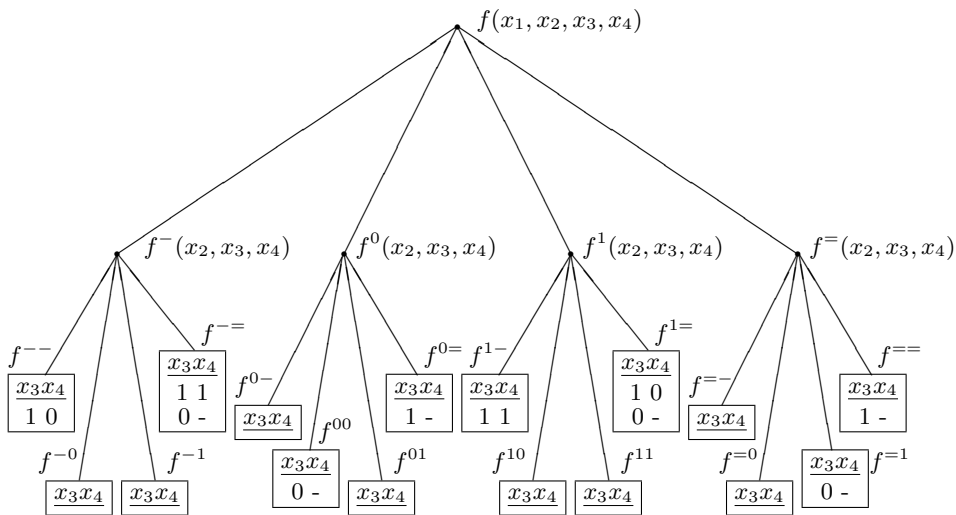 f(x₁, x₂, x₃, x₄)
f⁻(x₂, x₃, x₄)
f⁰(x₂, x₃, x₄)
f¹(x₂, x₃, x₄)
f⁼(x₂, x₃, x₄)
f⁻⁻
x₃x₄
1 0
f⁻⁰
x₃x₄
f⁻¹
x₃x₄
f⁻⁼
x₃x₄
1 1
0 -
f⁰⁻
x₃x₄
f⁰⁰
x₃x₄
0 -
f⁰¹
x₃x₄
f⁰⁼
x₃x₄
1 -
f¹⁻
x₃x₄
1 1
f¹⁰
x₃x₄
f¹¹
x₃x₄
f¹⁼
x₃x₄
1 0
0 -
f⁼⁻
x₃x₄
f⁼⁰
x₃x₄
f⁼¹
x₃x₄
0 -
f⁼⁼
x₃x₄
1 -